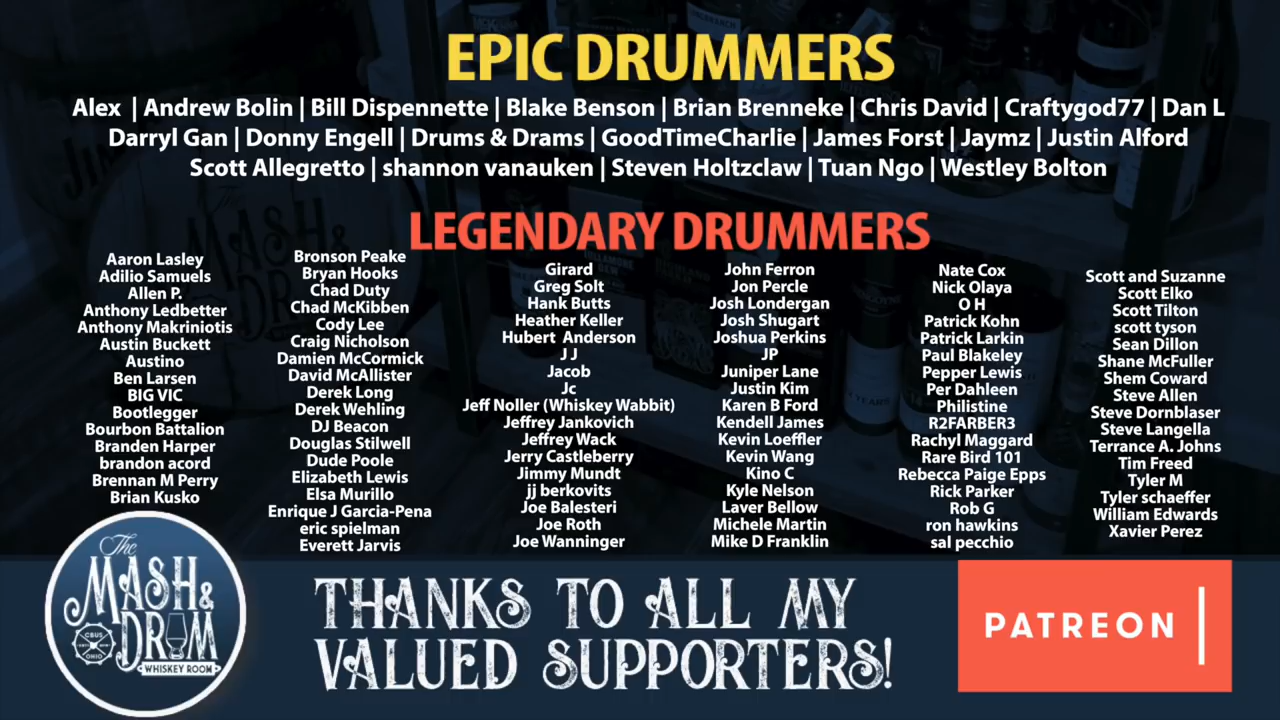 EPIC DRUMMERS
Alex | Andrew Bolin | Bill Dispennette | Blake Benson | Brian Brenneke | Chris David | Craftygod77 | Dan L
Darryl Gan | Donny Engell | Drums & Drams | GoodTimeCharlie | James Forst | Jaymz | Justin Alford
Scott Allegretto | shannon vanauken | Steven Holtzclaw | Tuan Ngo | Westley Bolton
LEGENDARY DRUMMERS
Aaron Lasley
Adilio Samuels
Allen P.
Anthony Ledbetter
Anthony Makriniotis
Austin Buckett
Austino
Ben Larsen
BIG VIC
Bootlegger
Bourbon Battalion
Branden Harper
brandon acord
Brennan M Perry
Brian Kusko
Bronson Peake
Bryan Hooks
Chad Duty
Chad McKibben
Cody Lee
Craig Nicholson
Damien McCormick
David McAllister
Derek Long
Derek Wehling
DJ Beacon
Douglas Stilwell
Dude Poole
Elizabeth Lewis
Elsa Murillo
Enrique J Garcia-Pena
eric spielman
Everett Jarvis
Girard
Greg Solt
Hank Butts
Heather Keller
Hubert Anderson
J J
Jacob
Jc
Jeff Noller (Whiskey Wabbit)
Jeffrey Jankovich
Jeffrey Wack
Jerry Castleberry
Jimmy Mundt
jj berkovits
Joe Balesteri
Joe Roth
Joe Wanninger
John Ferron
Jon Percle
Josh Londergan
Josh Shugart
Joshua Perkins
JP
Juniper Lane
Justin Kim
Karen B Ford
Kendell James
Kevin Loeffler
Kevin Wang
Kino C
Kyle Nelson
Laver Bellow
Michele Martin
Mike D Franklin
Nate Cox
Nick Olaya
O H
Patrick Kohn
Patrick Larkin
Paul Blakeley
Pepper Lewis
Per Dahleen
Philistine
R2FARBER3
Rachyl Maggard
Rare Bird 101
Rebecca Paige Epps
Rick Parker
Rob G
ron hawkins
sal pecchio
Scott and Suzanne
Scott Elko
Scott Tilton
scott tyson
Sean Dillon
Shane McFuller
Shem Coward
Steve Allen
Steve Dornblaser
Steve Langella
Terrance A. Johns
Tim Freed
Tyler M
Tyler schaeffer
William Edwards
Xavier Perez
The
MASH &
DRUM
CBUS
OHIO
WHISKEY ROOM
THANKS TO ALL MY
VALUED SUPPORTERS!
PATREON